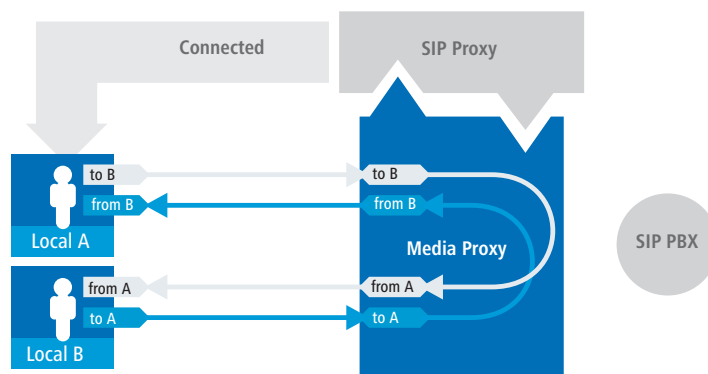 Connected
SIP Proxy
to B
to B
from B
from B
Local A
Media Proxy
SIP PBX
from A
from A
to A
to A
Local B